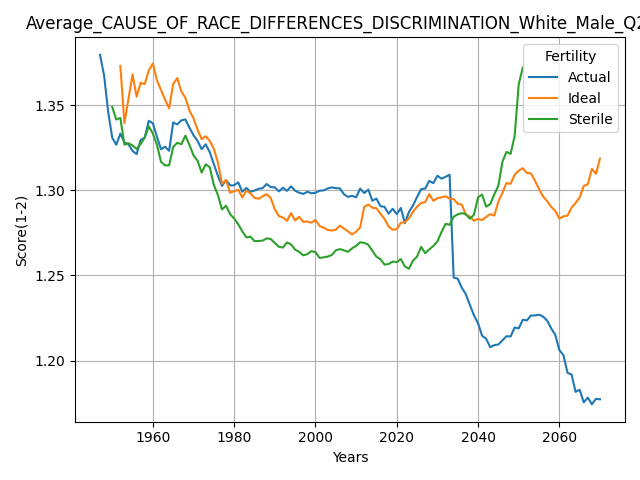 Average_CAUSE_OF_RACE_DIFFERENCES_DISCRIMINATION_White_Male_Q2
Fertility
Actual
Ideal
Sterile
Score(1-2)
1.35
1.30
1.25
1.20
1960 1980 2000 2020 2040 2060
Years